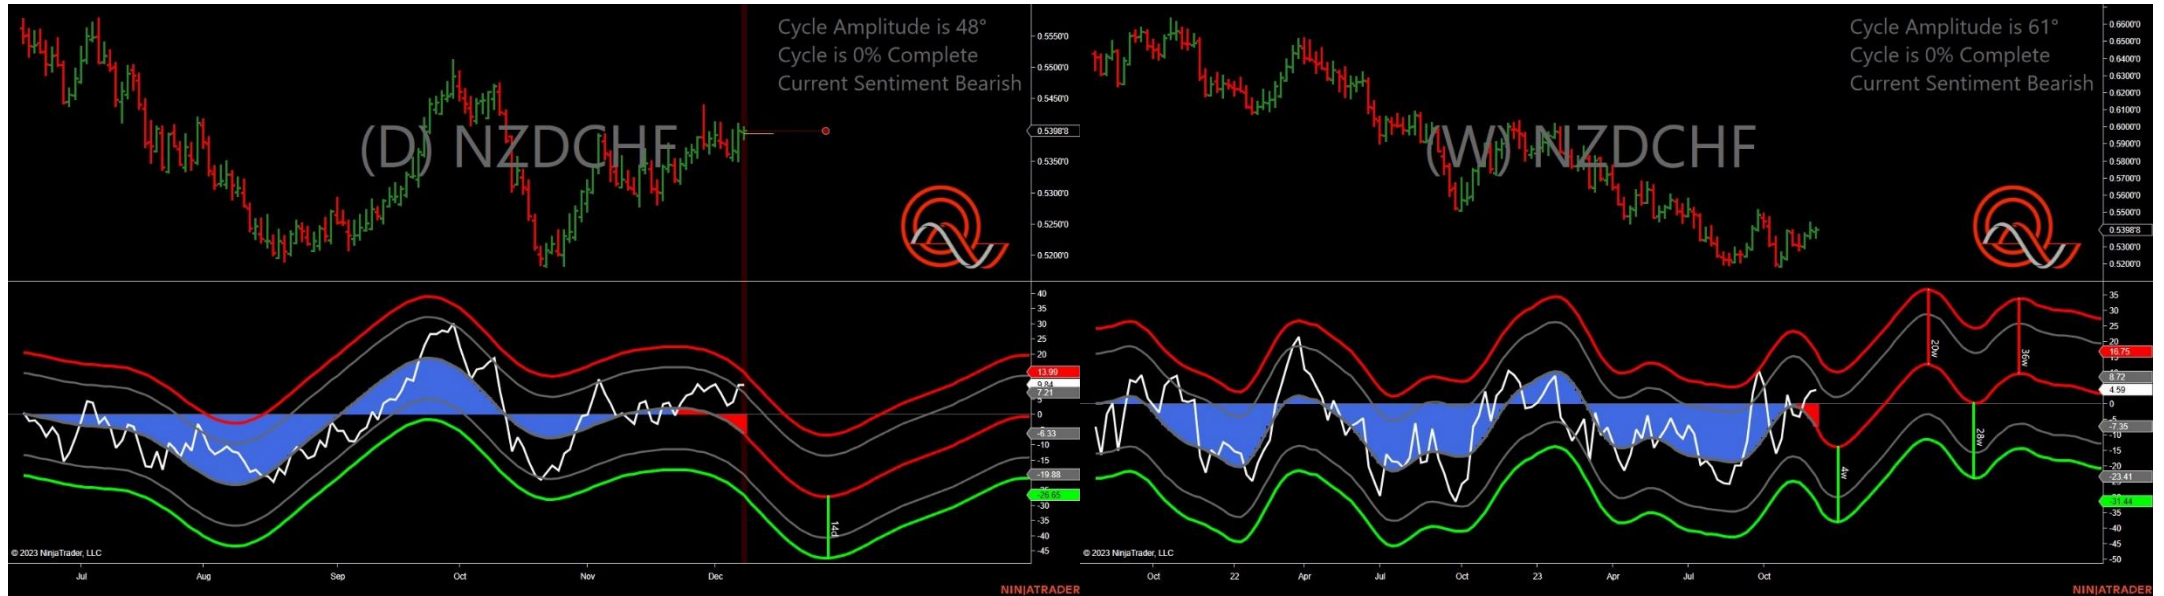 Cycle Amplitude is 48°
Cycle is 0% Complete
Current Sentiment Bearish
(D) NZDCHF
0.5550'0
0.5500'0
0.5450'0
0.5398'8
0.5350'0
0.5300'0
0.5250'0
0.5200'0
40
35
30
25
20
13.99
9.84
7.21
5
0
-6.33
-10
-15
-19.88
-26.65
-30
-35
-40
-45
14d
© 2023 NinjaTrader, LLC
Jul
Aug
Sep
Oct
Nov
Dec
NINJATRADER
Cycle Amplitude is 61°
Cycle is 0% Complete
Current Sentiment Bearish
(W) NZDCHF
0.6600'0
0.6500'0
0.6400'0
0.6300'0
0.6200'0
0.6100'0
0.6000'0
0.5900'0
0.5800'0
0.5700'0
0.5600'0
0.5500'0
0.5398'8
0.5300'0
0.5200'0
35
30
25
20
16.75
8.72
4.59
0
-7.35
-10
-15
-20
-23.41
-31.44
-35
-40
-45
-50
4w
20w
28w
36w
© 2023 NinjaTrader, LLC
Oct
22
Apr
Jul
Oct
23
Apr
Jul
Oct
NINJATRADER